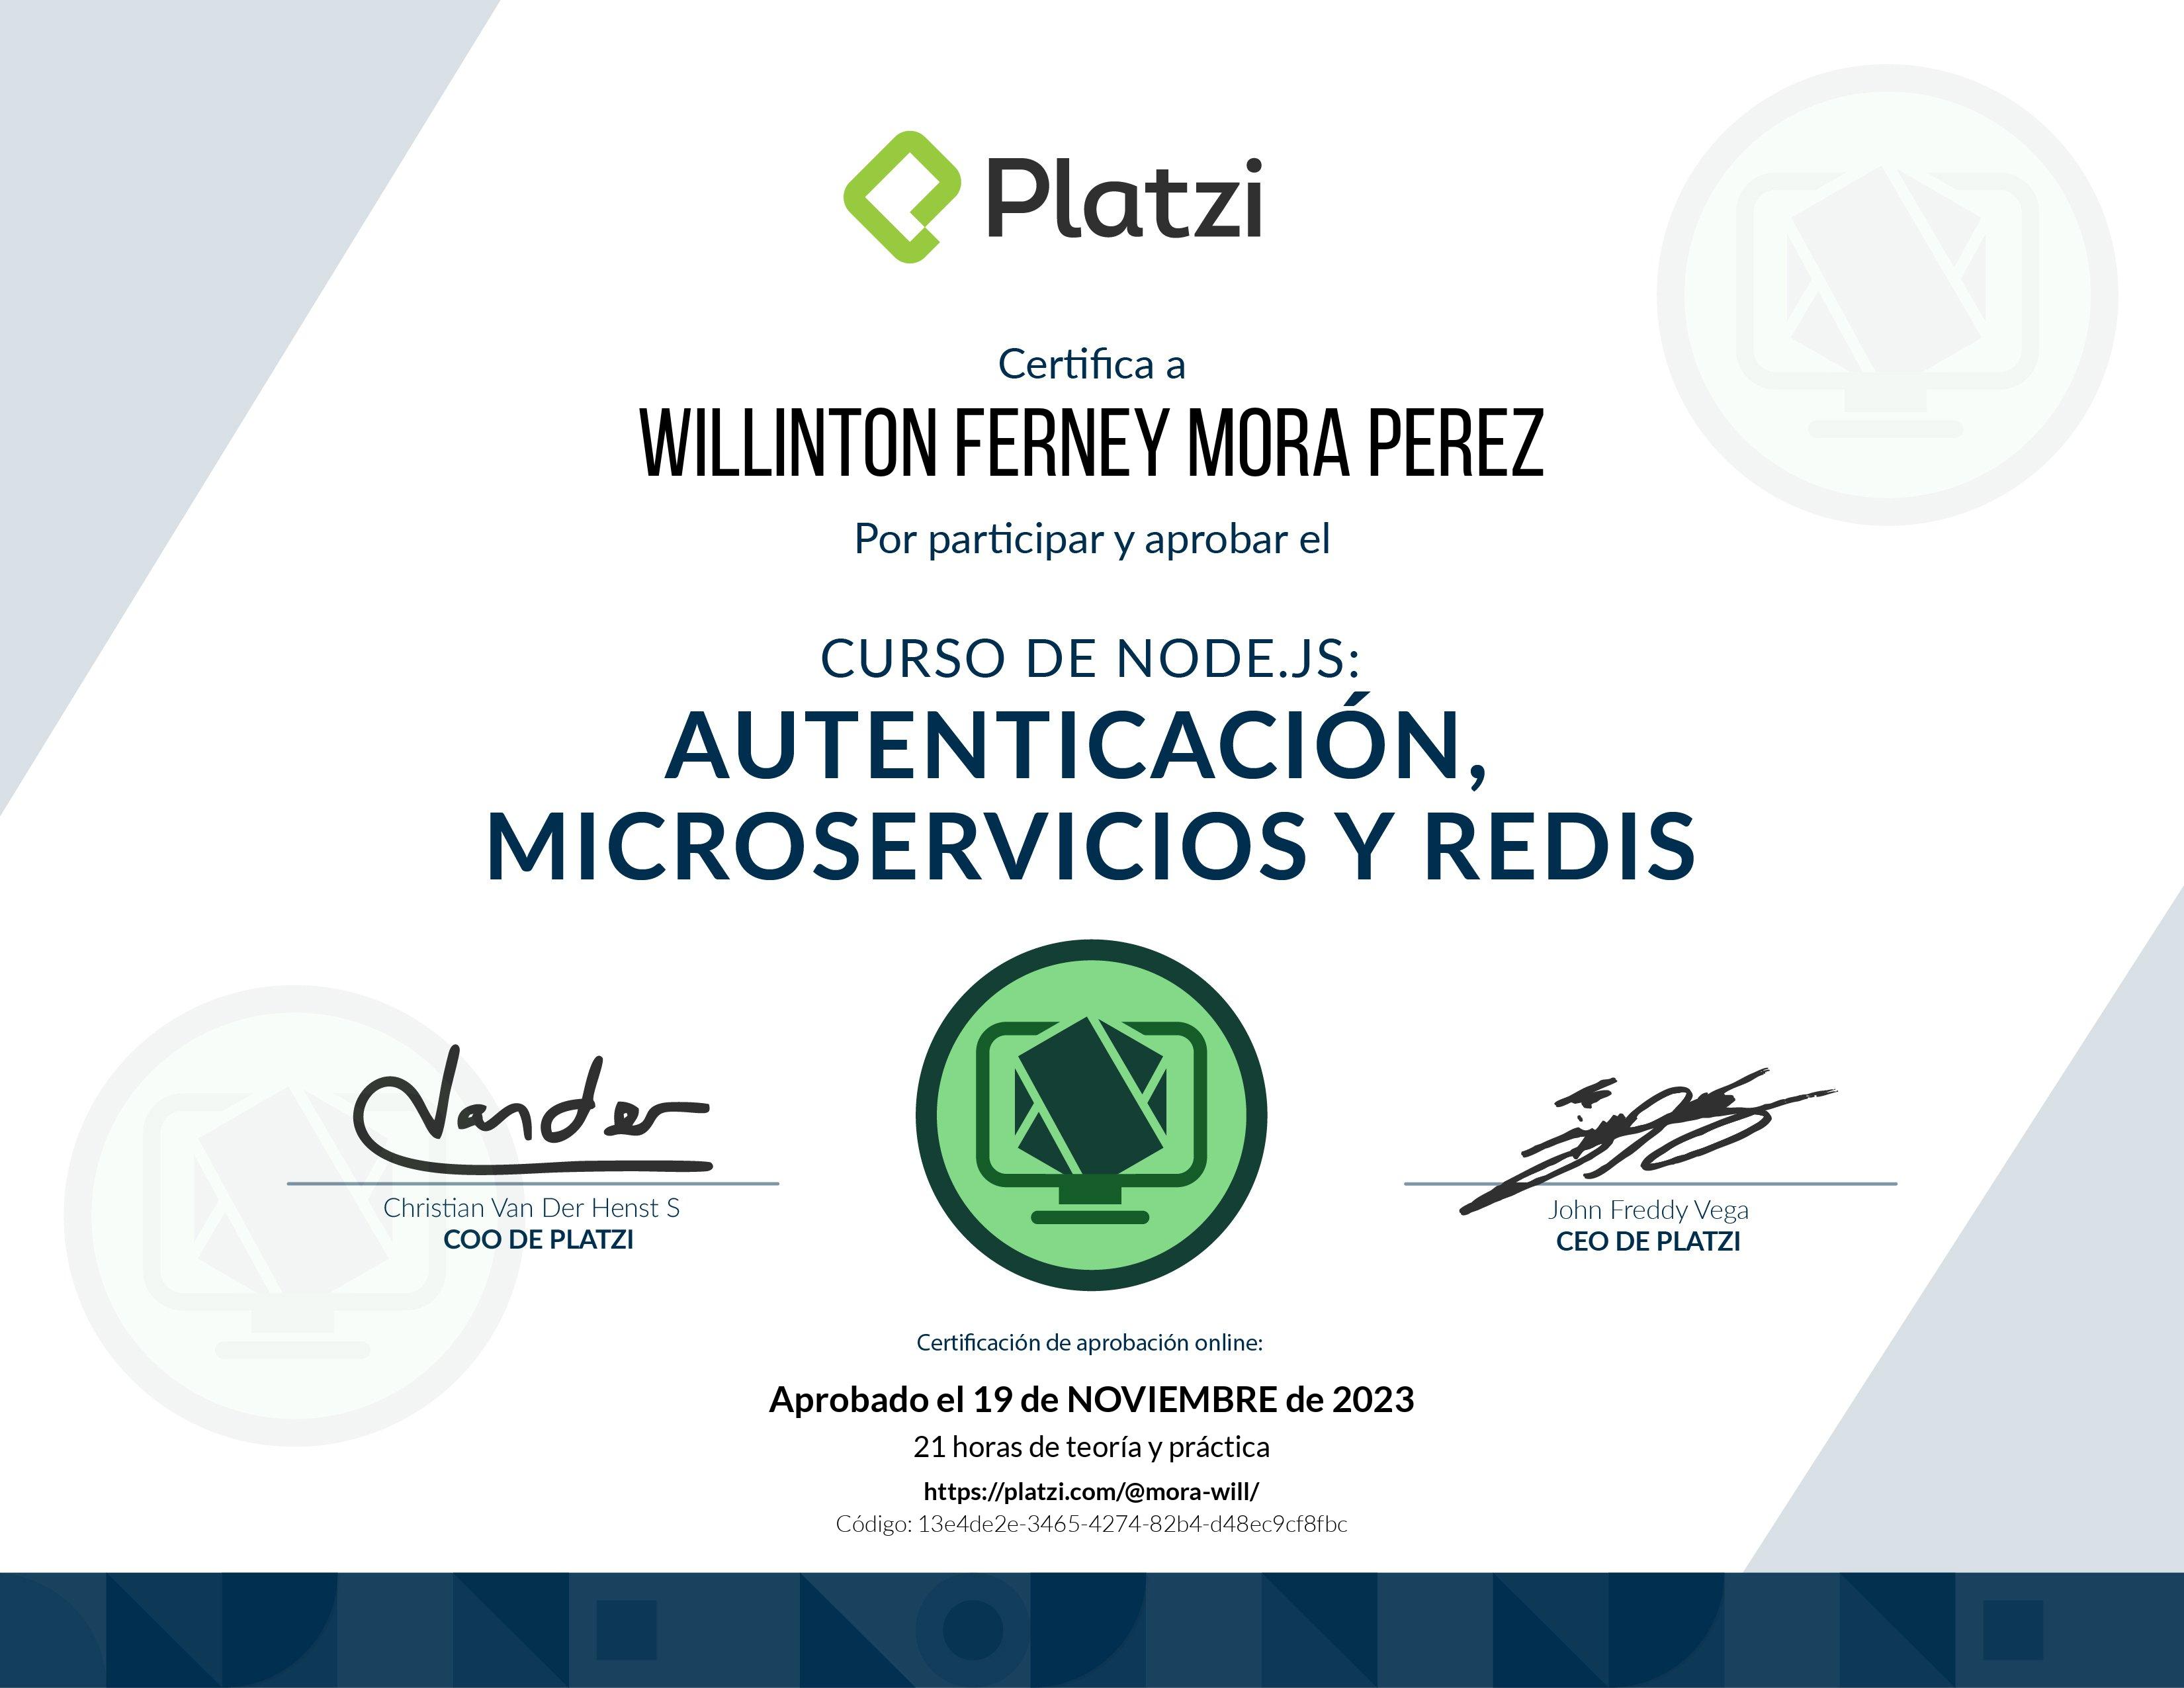 Platzi
Certifica a
WILLINTON FERNEY MORA PEREZ
Por participar y aprobar el
CURSO DE NODE.JS:
AUTENTICACIÓN,
MICROSERVICIOS Y REDIS
Vander
Christian Van Der Henst S
COO DE PLATZI
John Freddy Vega
CEO DE PLATZI
Certificación de aprobación online:
Aprobado el 19 de NOVIEMBRE de 2023
21 horas de teoría y práctica
https://platzi.com/@mora-will/
Código: 13e4de2e-3465-4274-82b4-d48ec9cf8fbc